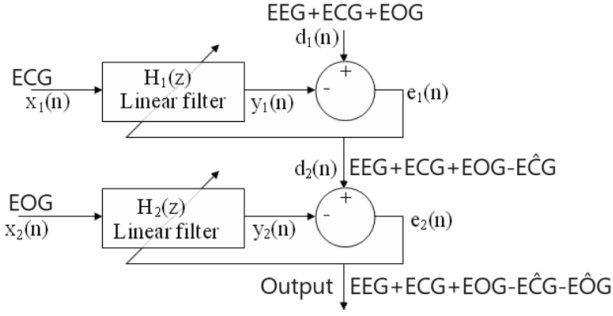 EEG+ECG+EOG
d₁(n)
ECG
x₁(n)
H₁(z)
Linear filter
y₁(n)
+
-
e₁(n)
d₂(n)
EEG+ECG+EOG-EĈG
EOG
x₂(n)
H₂(z)
Linear filter
y₂(n)
+
-
e₂(n)
Output
EEG+ECG+EOG-EĈG-EÔG